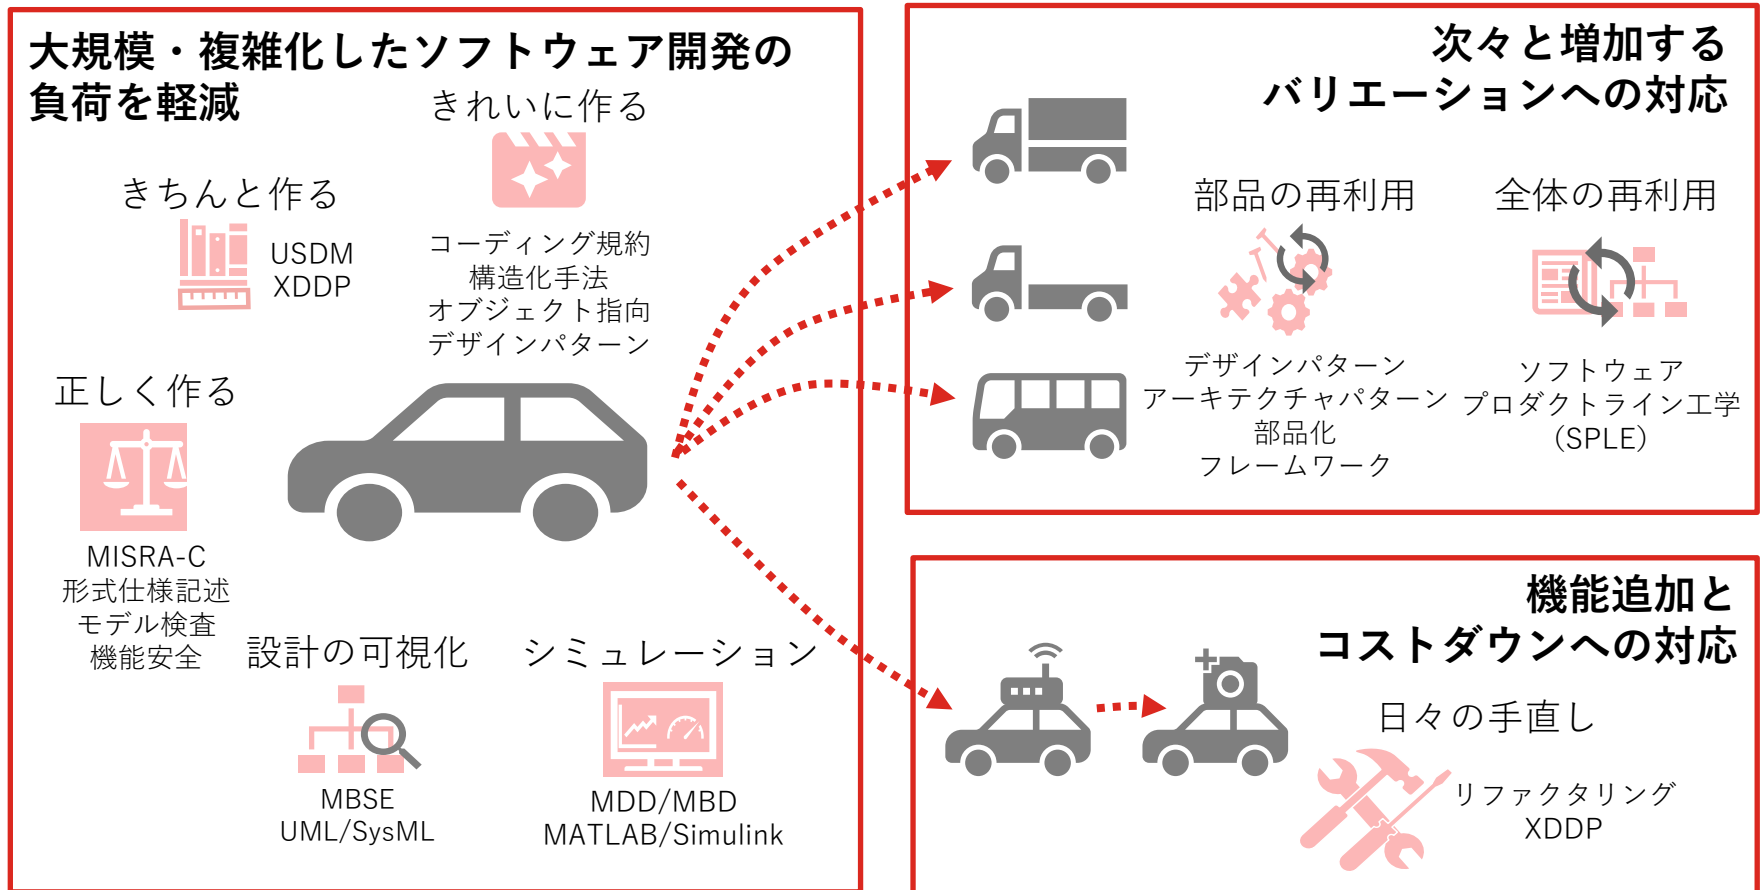 大規模・複雑化したソフトウェア開発の
負荷を軽減
きれいに作る
コーディング規約
構造化手法
オブジェクト指向
デザインパターン
きちんと作る
USDM
XDDP
正しく作る
MISRA-C
形式仕様記述
モデル検査
機能安全
設計の可視化
MBSE
UML/SysML
シミュレーション
MDD/MBD
MATLAB/Simulink
次々と増加する
バリエーションへの対応
部品の再利用
デザインパターン
アーキテクチャパターン
部品化
フレームワーク
全体の再利用
ソフトウェア
プロダクトライン工学
(SPLE)
機能追加と
コストダウンへの対応
日々の手直し
リファクタリング
XDDP